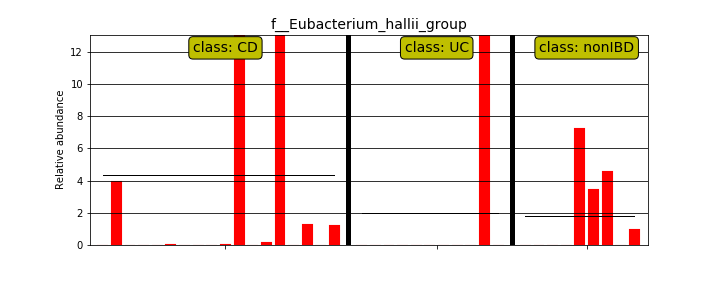 f__Eubacterium_hallii_group
class: CD
class: UC
class: nonIBD
Relative abundance
12
10
8
6
4
2
0